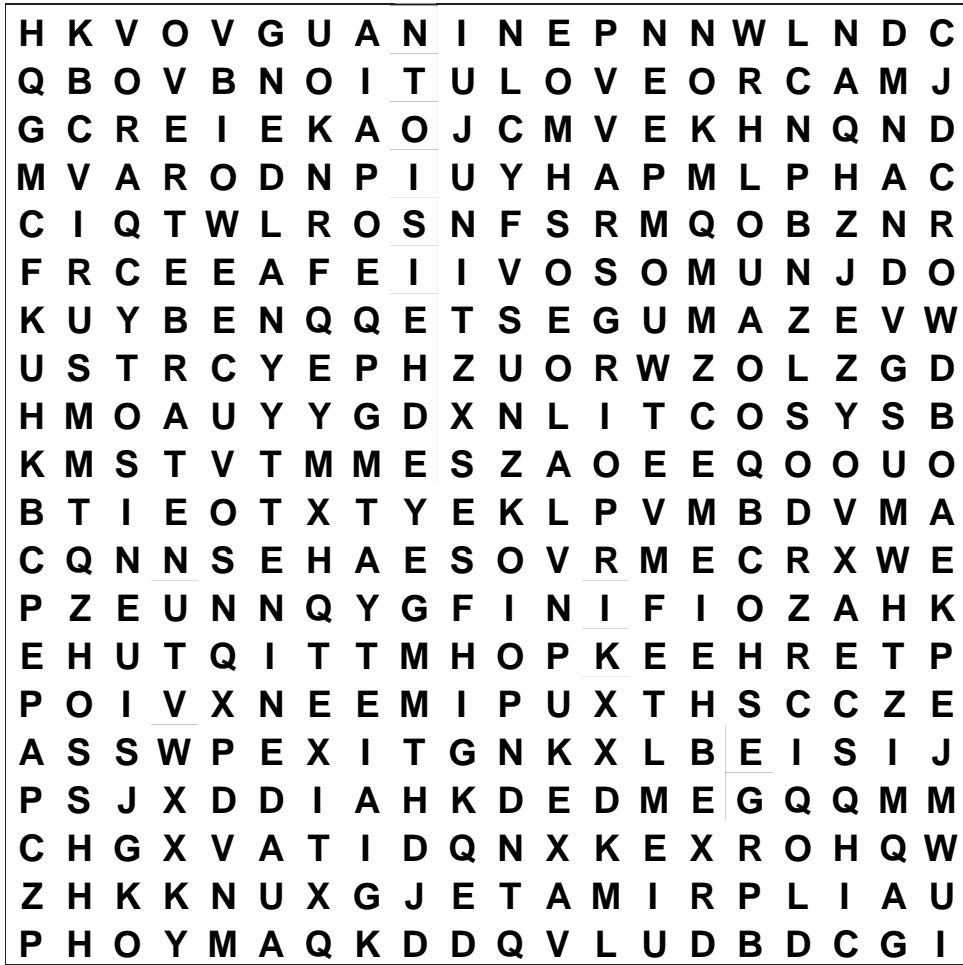 H K V O V G U A N I N E P N N W L N D C
Q B O V B N O I T U L O V E O R C A M J
G C R E I E K A O J C M V E K H N Q N D
M V A R O D N P I U Y H A P M L P H A C
C I Q T W L R O S N F S R M Q O B Z N R
F R C E E A F E I I V O S O M U N J D O
K U Y B E N Q Q E T S E G U M A Z E V W
U S T R C Y E P H Z U O R W Z O L Z G D
H M O A U Y Y G D X N L I T C O S Y S B
K M S T V T M M E S Z A O E E Q O O U O
B T I E O T X T Y E K L P V M B D V M A
C Q N N S E H A E S O V R M E C R X W E
P Z E U N N Q Y G F I N I F I O Z A H K
E H U T Q I T T M H O P K E E H R E T P
P O I V X N E E M I P U X T H S C C Z E
A S S W P E X I T G N K X L B E I S I J
P S J X D D I A H K D E D M E G Q Q M M
C H G X V A T I D Q N X K E X R O H Q W
Z H K K N U X G J E T A M I R P L I A U
P H O Y M A Q K D D Q V L U D B D C G I